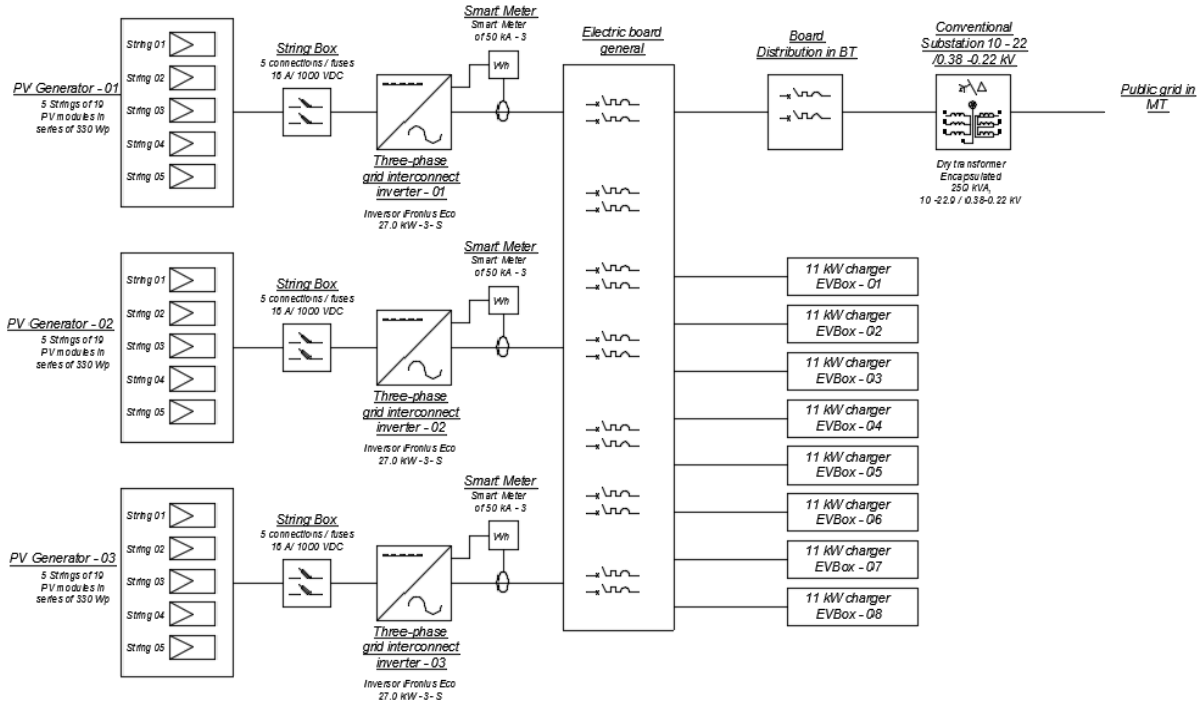 PV Generator - 01
5 Strings of 19
PV modules in
series of 330 Wp
String 01
String 02
String 03
String 04
String 05
String Box
5 connections / fuses
16 A/ 1000 VDC
Three-phase
grid interconnect
inverter - 01
Inversor iFronius Eco
27.0 kW -3- S
Smart Meter
Smart Meter
of 50 kA - 3
Wh
Electric board
general
Board
Distribution in BT
Conventional
Substation 10 - 22
/0.38 -0.22 kV
Dry transformer
Encapsulated
250 kVA,
10 -22.9 / 0.38-0.22 kV
Public grid in
MT
PV Generator - 02
5 Strings of 19
PV modules in
series of 330 Wp
String 01
String 02
String 03
String 04
String 05
String Box
5 connections / fuses
16 A/ 1000 VDC
Three-phase
grid interconnect
inverter - 02
Inversor iFronius Eco
27.0 kW -3- S
Smart Meter
Smart Meter
of 50 kA - 3
Wh
PV Generator - 03
5 Strings of 19
PV modules in
series of 330 Wp
String 01
String 02
String 03
String 04
String 05
String Box
5 connections / fuses
16 A/ 1000 VDC
Three-phase
grid interconnect
inverter - 03
Inversor iFronius Eco
27.0 kW -3- S
Smart Meter
Smart Meter
of 50 kA - 3
Wh
11 kW charger
EVBox - 01
11 kW charger
EVBox - 02
11 kW charger
EVBox - 03
11 kW charger
EVBox - 04
11 kW charger
EVBox - 05
11 kW charger
EVBox - 06
11 kW charger
EVBox - 07
11 kW charger
EVBox - 08